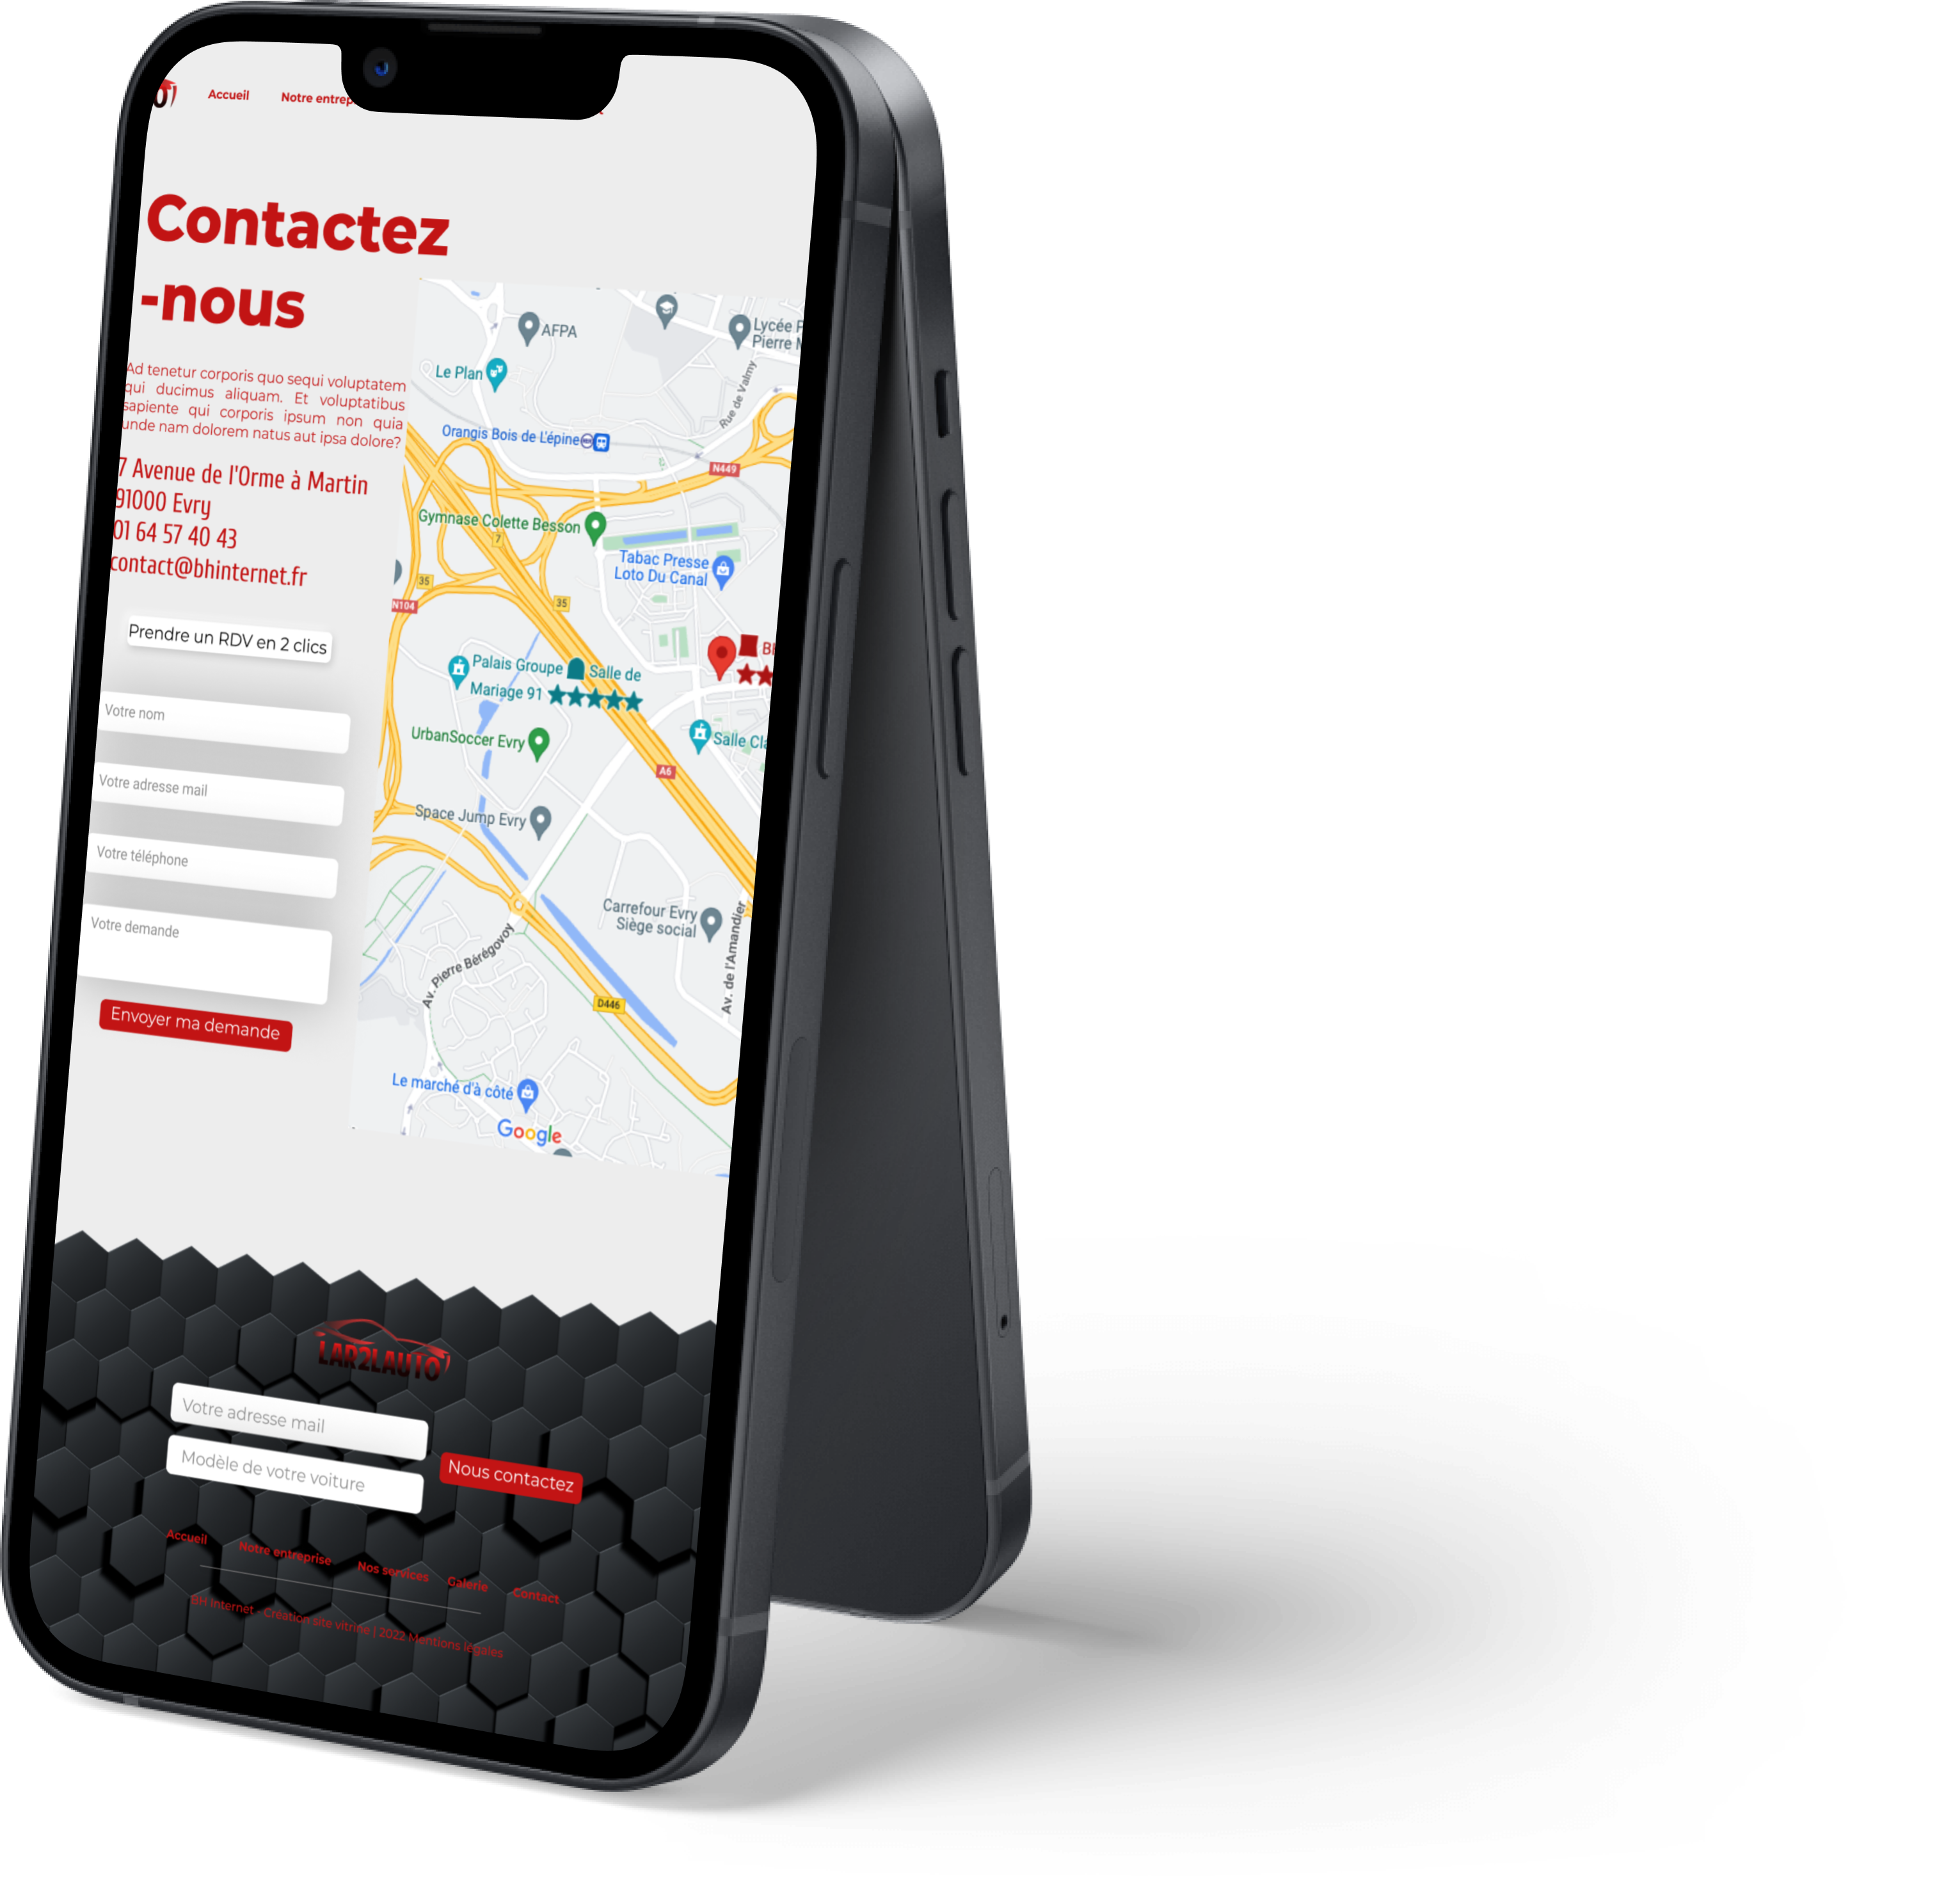 Accueil
Contactez
-nous
Ad tenetur corporis quo sequi voluptatem
qui ducimus aliquam. Et voluptatibus
sapiente qui corporis ipsum non quia
unde nam dolorem natus aut ipsa dolore?
7 Avenue de l'Orme à Martin
91000 Evry
01 64 57 40 43
contact@bhinternet.fr
Prendre un RDV en 2 clics
Votre nom
Votre adresse mail
Votre téléphone
Votre demande
Envoyer ma demande
AFPA
Lycée
Pierre
Le Plan
Rue de Valmy
Orangis Bois de L'épine
N449
Gymnase Colette Besson
7
Tabac Presse
Loto Du Canal
35
35
N104
Palais Groupe Salle de
Mariage 91 ★★★★★
UrbanSoccer Evry
Salle
A6
Space Jump Evry
Carrefour Evry
Siège social
Av. Pierre Bérégovoy
Av. de l'Amandier
D446
Le marché d'à côté
Google
LAR2LAUTO
Votre adresse mail
Modèle de votre voiture
Nous contactez
Accueil Notre entreprise Nos services Galerie Contact
BH Internet - Création site vitrine | 2022 Mentions légales